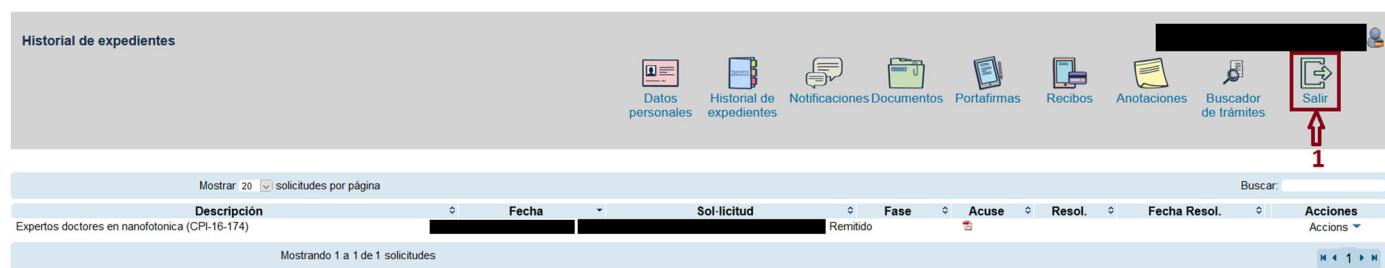 Historial de expedientes
Datos personales
Historial de expedientes
Notificaciones
Documentos
Portafirmas
Recibos
Anotaciones
Buscador de trámites
Salir
1
Mostrar 20 solicitudes por página
Buscar:
Descripción Fecha Sol·licitud Fase Acuse Resol. Fecha Resol. Acciones
Expertos doctores en nanofotonica (CPI-16-174) Remitido Accions
Mostrando 1 a 1 de 1 solicitudes
1